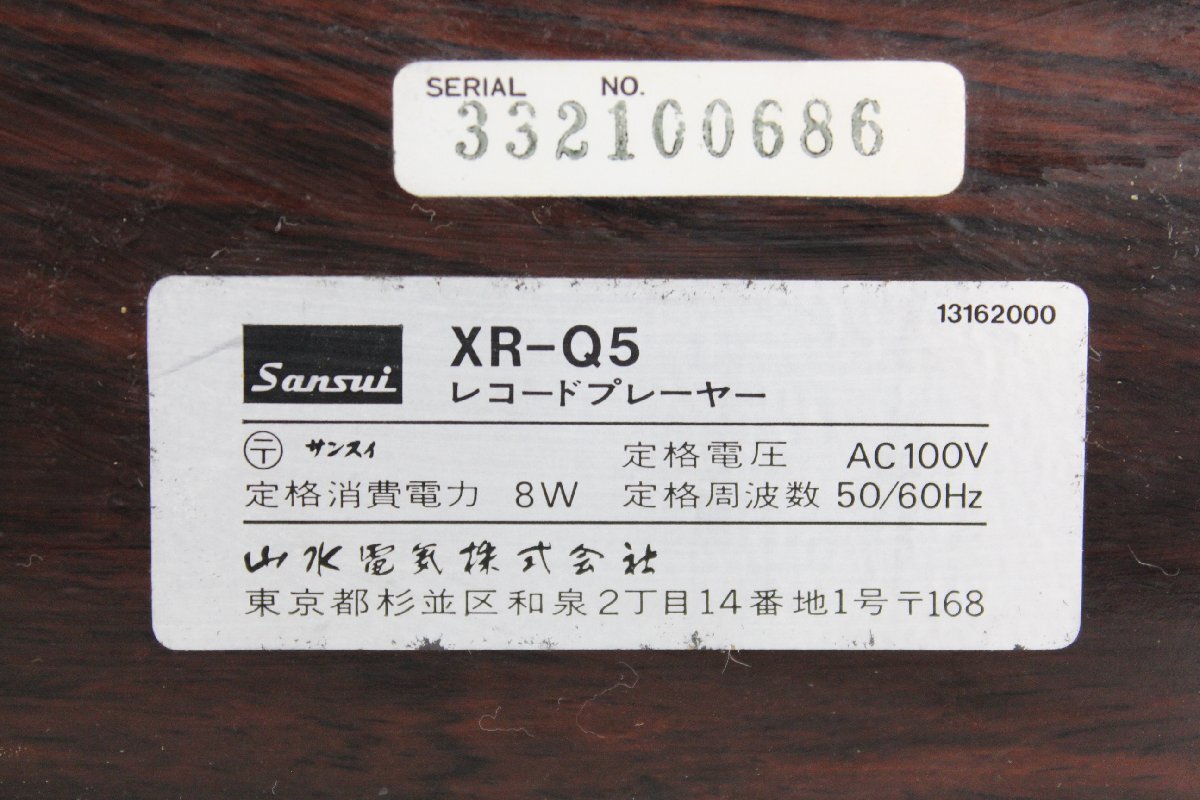 SERIAL NO.
332100686
13162000
Sansui XR-Q5
レコードプレーヤー
〒 サンスイ 定格電圧 AC100V
定格消費電力 8W 定格周波数 50/60Hz
山水電気株式会社
東京都杉並区和泉2丁目14番地1号〒168